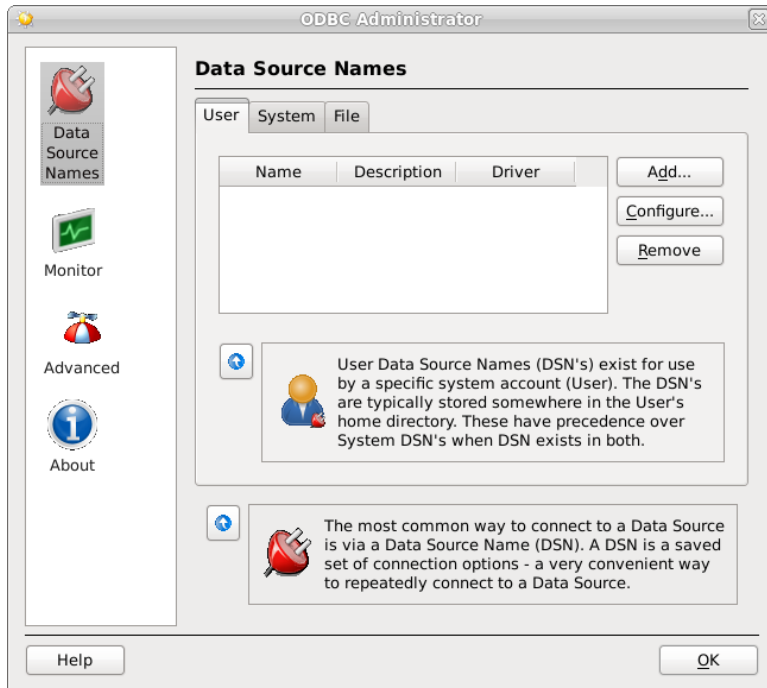 ODBC Administrator
Data
Source
Names
Monitor
Advanced
About
Data Source Names
User System File
Name Description Driver
Add...
Configure...
Remove
User Data Source Names (DSN's) exist for use
by a specific system account (User). The DSN's
are typically stored somewhere in the User's
home directory. These have precedence over
System DSN's when DSN exists in both.
The most common way to connect to a Data Source
is via a Data Source Name (DSN). A DSN is a saved
set of connection options - a very convenient way
to repeatedly connect to a Data Source.
Help
OK